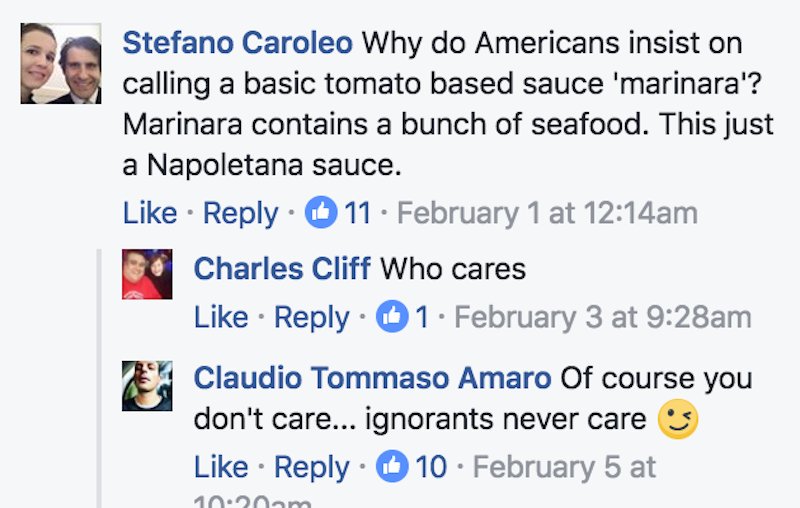 Stefano Caroleo Why do Americans insist on
calling a basic tomato based sauce 'marinara'?
Marinara contains a bunch of seafood. This just
a Napoletana sauce.
Like · Reply · 11 · February 1 at 12:14am
Charles Cliff Who cares
Like · Reply · 1 · February 3 at 9:28am
Claudio Tommaso Amaro Of course you
don't care... ignorants never care 😉
Like · Reply · 10 · February 5 at
10:20am